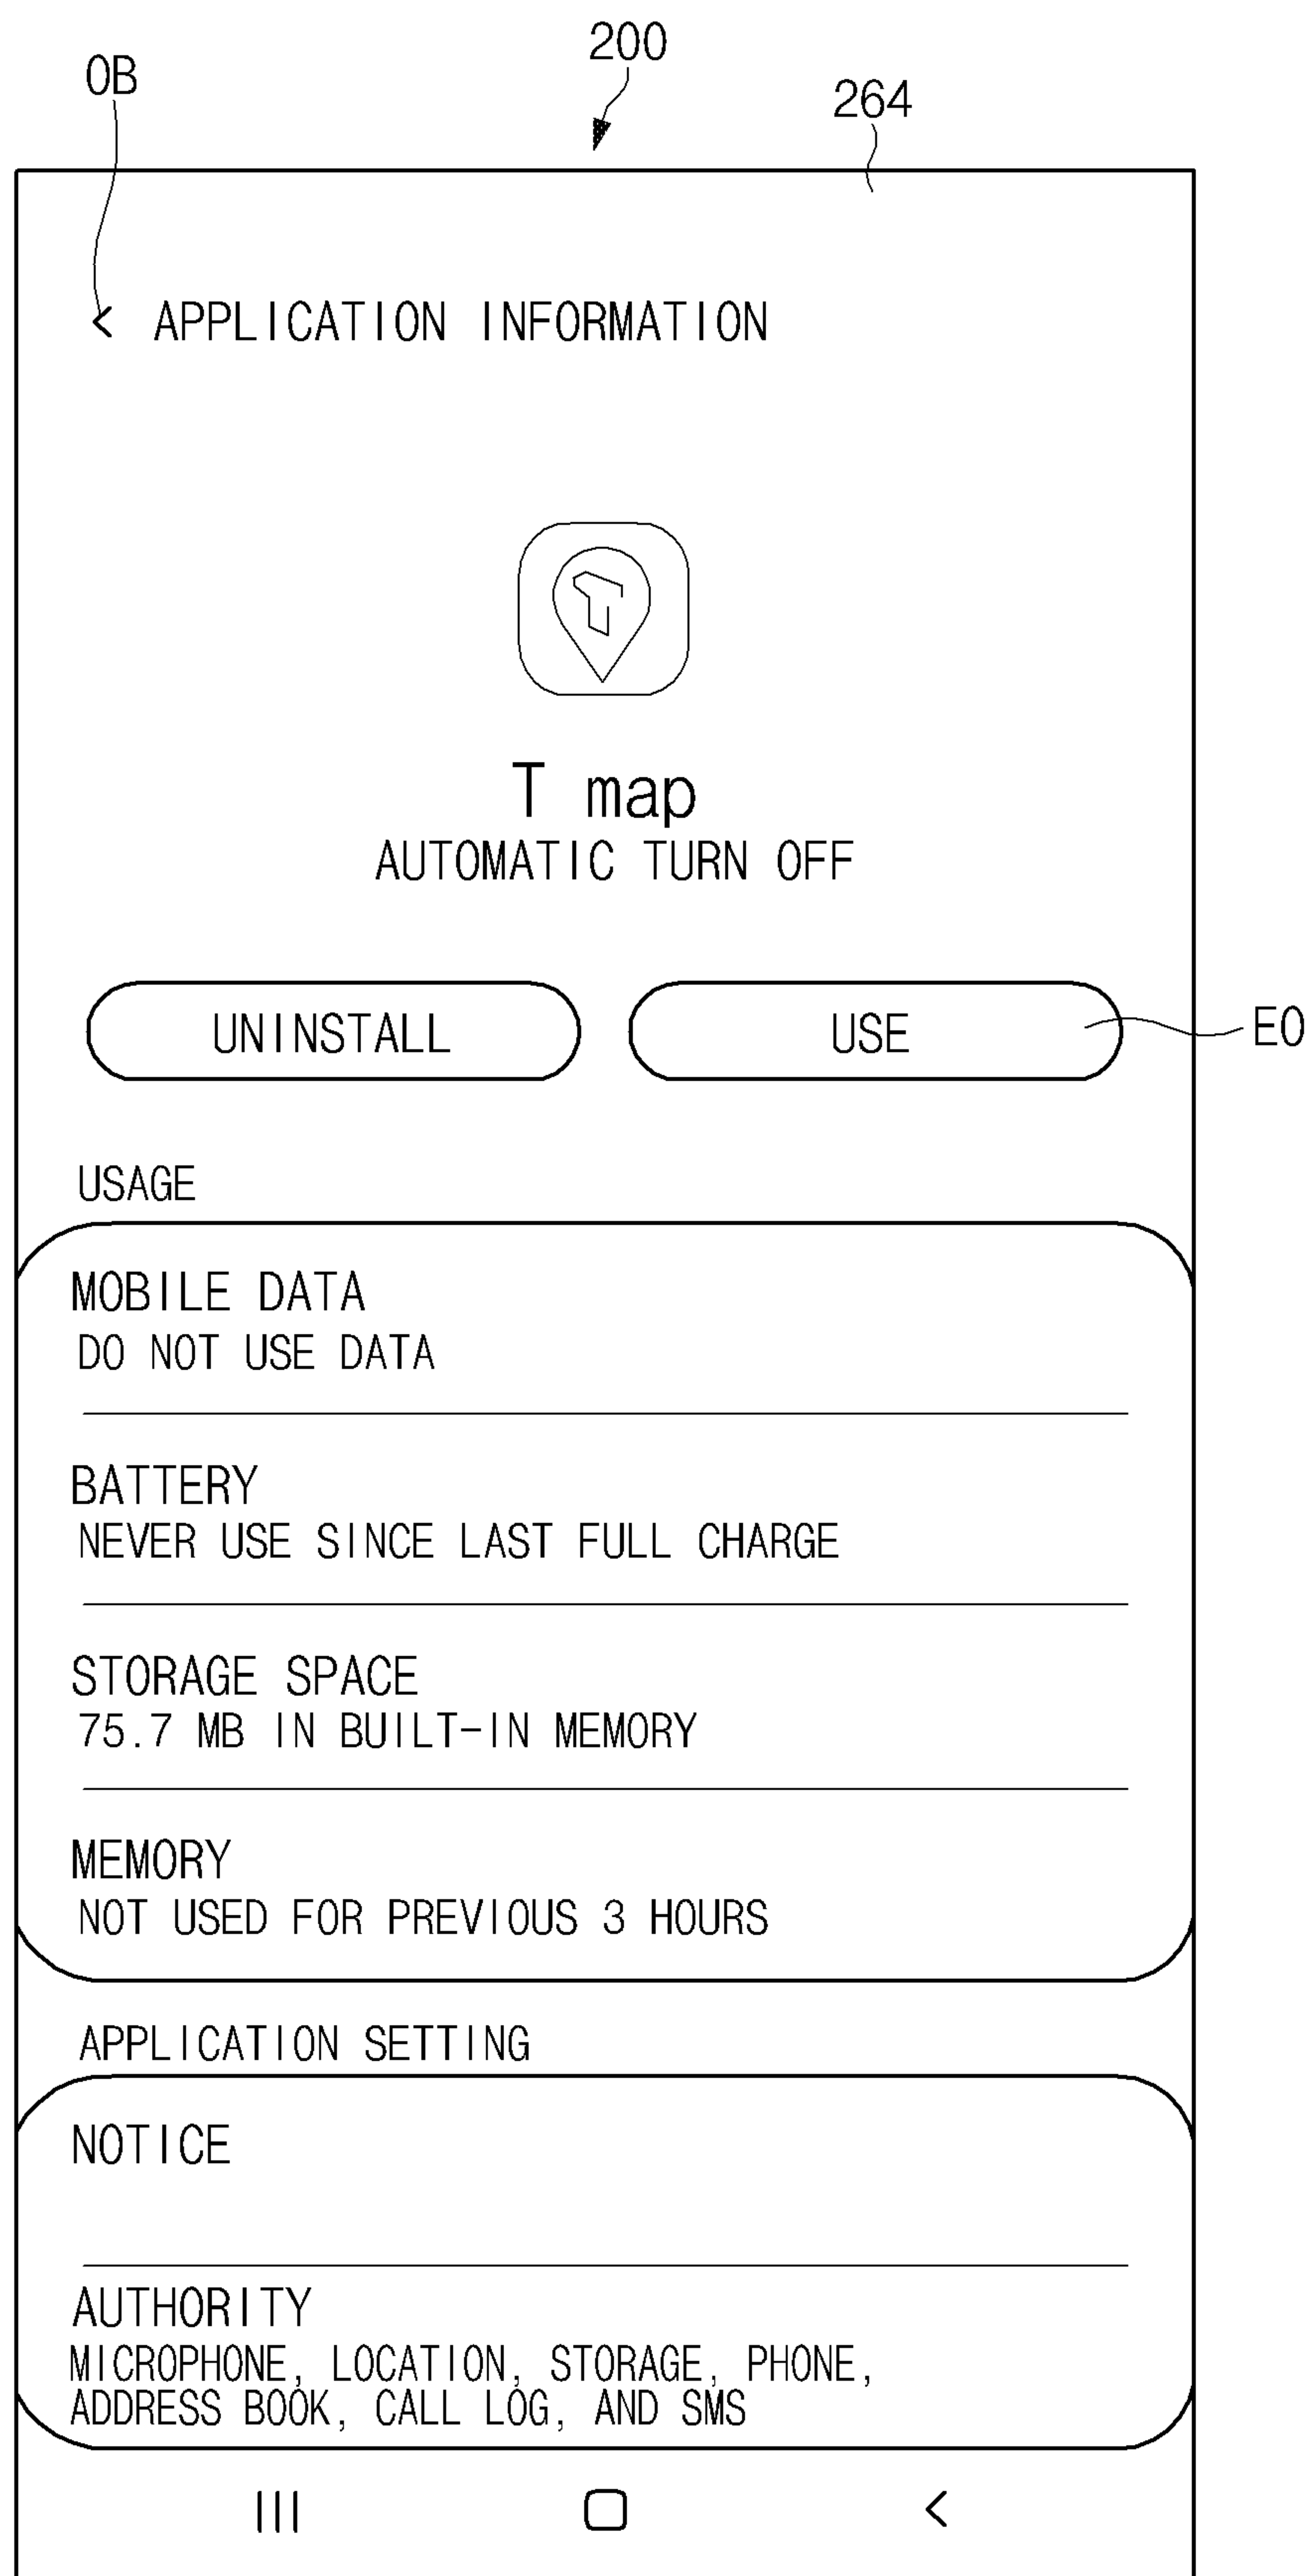 200
0B
264
< APPLICATION INFORMATION
T
T map
AUTOMATIC TURN OFF
UNINSTALL
USE
E0
USAGE
MOBILE DATA
DO NOT USE DATA
BATTERY
NEVER USE SINCE LAST FULL CHARGE
STORAGE SPACE
75.7 MB IN BUILT-IN MEMORY
MEMORY
NOT USED FOR PREVIOUS 3 HOURS
APPLICATION SETTING
NOTICE
AUTHORITY
MICROPHONE, LOCATION, STORAGE, PHONE,
ADDRESS BOOK, CALL LOG, AND SMS